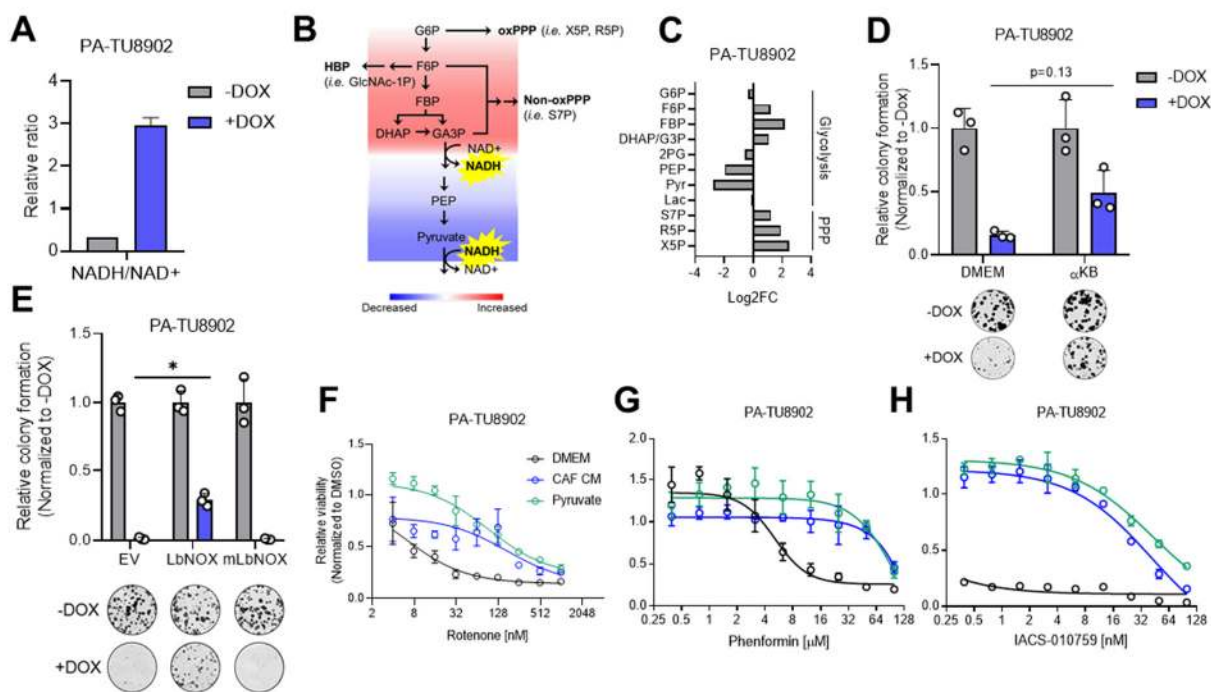 A
PA-TU8902
-DOX
+DOX
Relative ratio
4
3
2
1
0
NADH/NAD+
B
G6P
oxPPP (i.e. X5P, R5P)
HBP
(i.e. GlcNAc-1P)
F6P
FBP
Non-oxPPP
(i.e. S7P)
DHAP
GA3P
NAD+
NADH
PEP
Pyruvate
NADH
NAD+
Decreased
Increased
C
PA-TU8902
G6P
F6P
FBP
DHAP/G3P
2PG
PEP
Pyr
Lac
S7P
R5P
X5P
Glycolysis
PPP
-4 -2 0 2 4
Log2FC
D
PA-TU8902
p=0.13
-DOX
+DOX
Relative colony formation
(Normalized to -Dox)
1.5
1.0
0.5
0.0
DMEM
αKB
-DOX
+DOX
E
PA-TU8902
*
Relative colony formation
(Normalized to -DOX)
1.5
1.0
0.5
0.0
EV LbNOX mLbNOX
-DOX
+DOX
F
PA-TU8902
DMEM
CAF CM
Pyruvate
Relative viability
(Normalized to DMSO)
1.5
1.0
0.5
0.0
2 8 32 128 512 2048
Rotenone [nM]
G
PA-TU8902
2.0
1.5
1.0
0.5
0.0
0.25 0.5 1 2 4 8 16 32 64 128
Phenformin [μM]
H
PA-TU8902
1.5
1.0
0.5
0.0
0.25 0.5 1 2 4 8 16 32 64 128
IACS-010759 [nM]